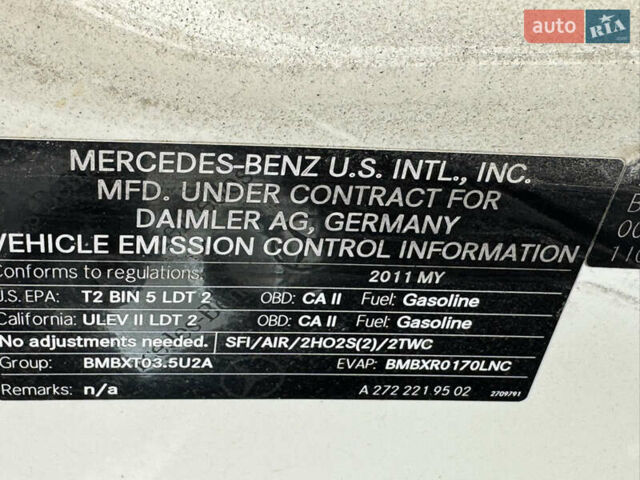 auto RIA
MERCEDES-BENZ U.S. INTL., INC.
MFD. UNDER CONTRACT FOR
DAIMLER AG, GERMANY
VEHICLE EMISSION CONTROL INFORMATION
Conforms to regulations: 2011 MY
U.S. EPA: T2 BIN 5 LDT 2 OBD: CA II Fuel: Gasoline
California: ULEV II LDT 2 OBD: CA II Fuel: Gasoline
No adjustments needed. SFI/AIR/2HO2S(2)/2TWC
Group: BMBXT03.5U2A EVAP: BMBXR0170LNC
Remarks: n/a A 272 221 95 02
2709791